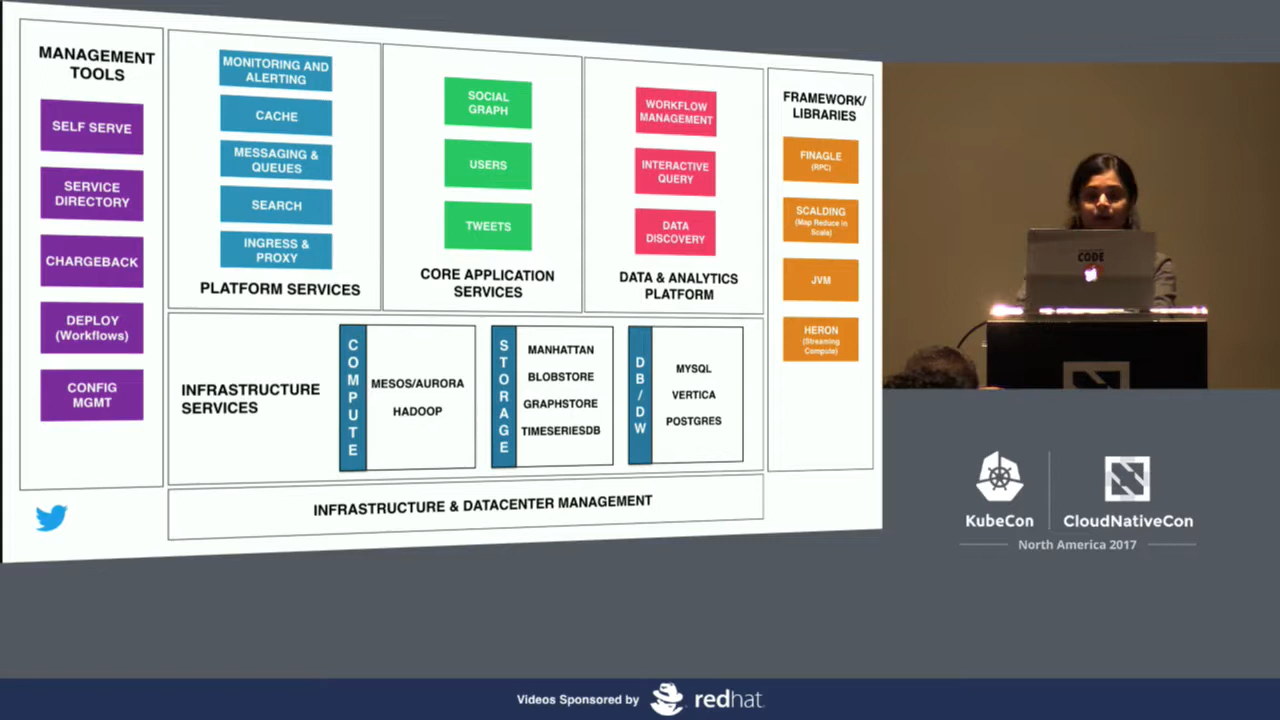 MANAGEMENT
TOOLS
SELF SERVE
SERVICE
DIRECTORY
CHARGEBACK
DEPLOY
(Workflows)
CONFIG
MGMT
MONITORING AND
ALERTING
CACHE
MESSAGING &
QUEUES
SEARCH
INGRESS &
PROXY
PLATFORM SERVICES
SOCIAL
GRAPH
USERS
TWEETS
CORE APPLICATION
SERVICES
WORKFLOW
MANAGEMENT
INTERACTIVE
QUERY
DATA
DISCOVERY
DATA & ANALYTICS
PLATFORM
FRAMEWORK/
LIBRARIES
FINAGLE
(RPC)
SCALDING
(Map Reduce in
Scala)
JVM
HERON
(Streaming
Compute)
INFRASTRUCTURE
SERVICES
COMPUTE
MESOS/AURORA
HADOOP
STORAGE
MANHATTAN
BLOBSTORE
GRAPHSTORE
TIMESERIESDB
DB/DW
MYSQL
VERTICA
POSTGRES
INFRASTRUCTURE & DATACENTER MANAGEMENT
CODE
KubeCon
CloudNativeCon
North America 2017
Videos Sponsored by
redhat